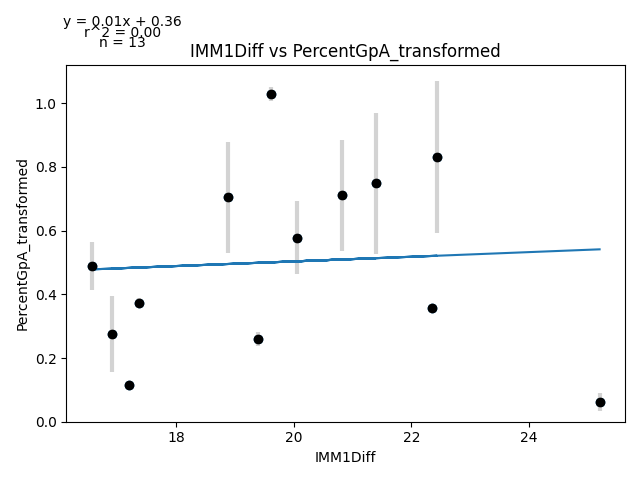 y = 0.01x + 0.36
r^2 = 0.00
n = 13
IMM1Diff vs PercentGpA_transformed
PercentGpA_transformed
1.0
0.8
0.6
0.4
0.2
0.0
18
20
22
24
IMM1Diff